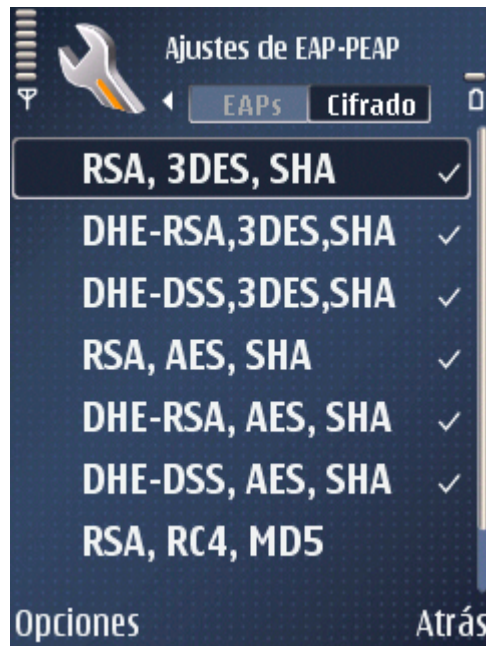 Ajustes de EAP-PEAP
EAPs Cifrado
RSA, 3DES, SHA
DHE-RSA,3DES,SHA
DHE-DSS,3DES,SHA
RSA, AES, SHA
DHE-RSA, AES, SHA
DHE-DSS, AES, SHA
RSA, RC4, MD5
Opciones Atrás